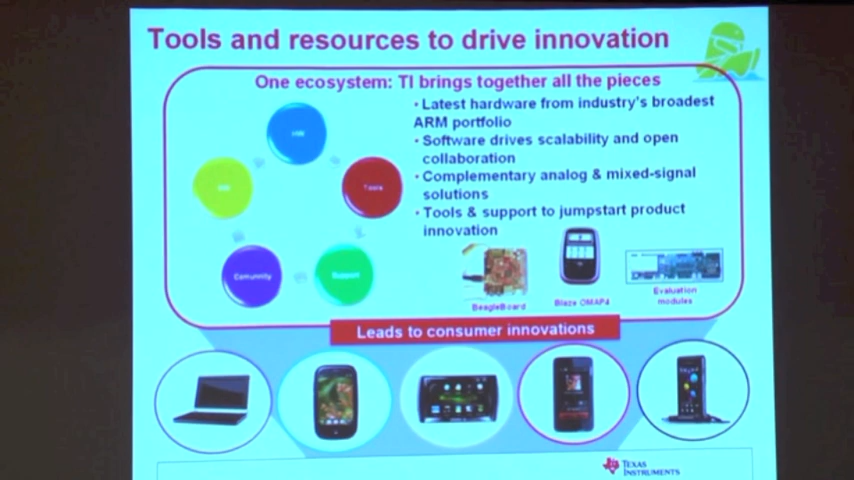 Tools and resources to drive innovation
One ecosystem: TI brings together all the pieces
• Latest hardware from industry's broadest
ARM portfolio
• Software drives scalability and open
collaboration
• Complementary analog & mixed-signal
solutions
• Tools & support to jumpstart product
innovation
HW
Tools
Support
Community
SW
BeagleBoard
Blaze OMAP4
Evaluation
modules
Leads to consumer innovations
TEXAS
INSTRUMENTS